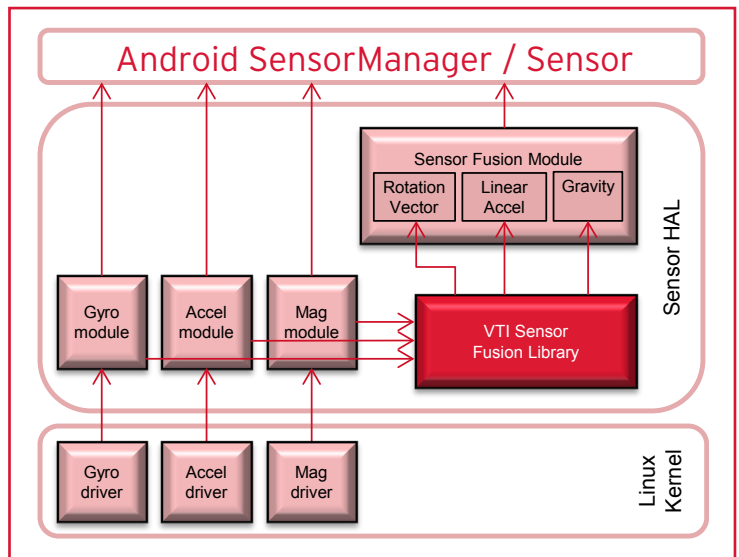 Android SensorManager / Sensor
Sensor Fusion Module
Rotation
Vector
Linear
Accel
Gravity
Sensor HAL
Gyro
module
Accel
module
Mag
module
VTI Sensor
Fusion Library
Gyro
driver
Accel
driver
Mag
driver
Linux
Kernel